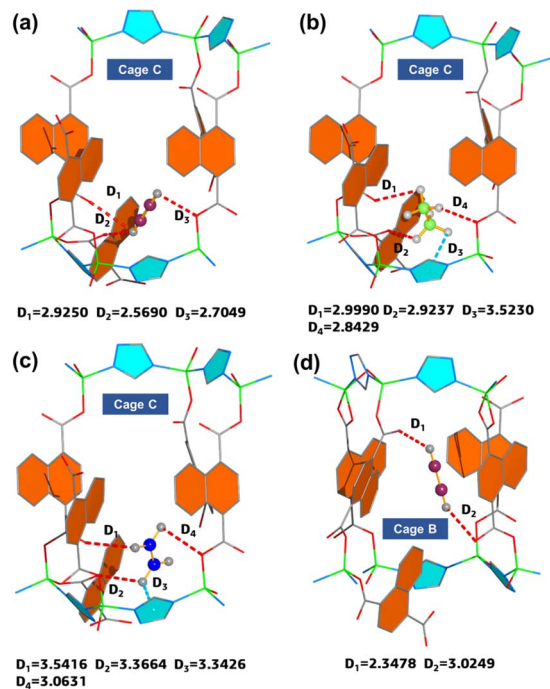 (a)
Cage C
D₁
D₂
D₃
D₁=2.9250 D₂=2.5690 D₃=2.7049
(b)
Cage C
D₁
D₄
D₂
D₃
D₁=2.9990 D₂=2.9237 D₃=3.5230
D₄=2.8429
(c)
Cage C
D₁
D₄
D₂
D₃
D₁=3.5416 D₂=3.3664 D₃=3.3426
D₄=3.0631
(d)
D₁
D₂
Cage B
D₁=2.3478 D₂=3.0249